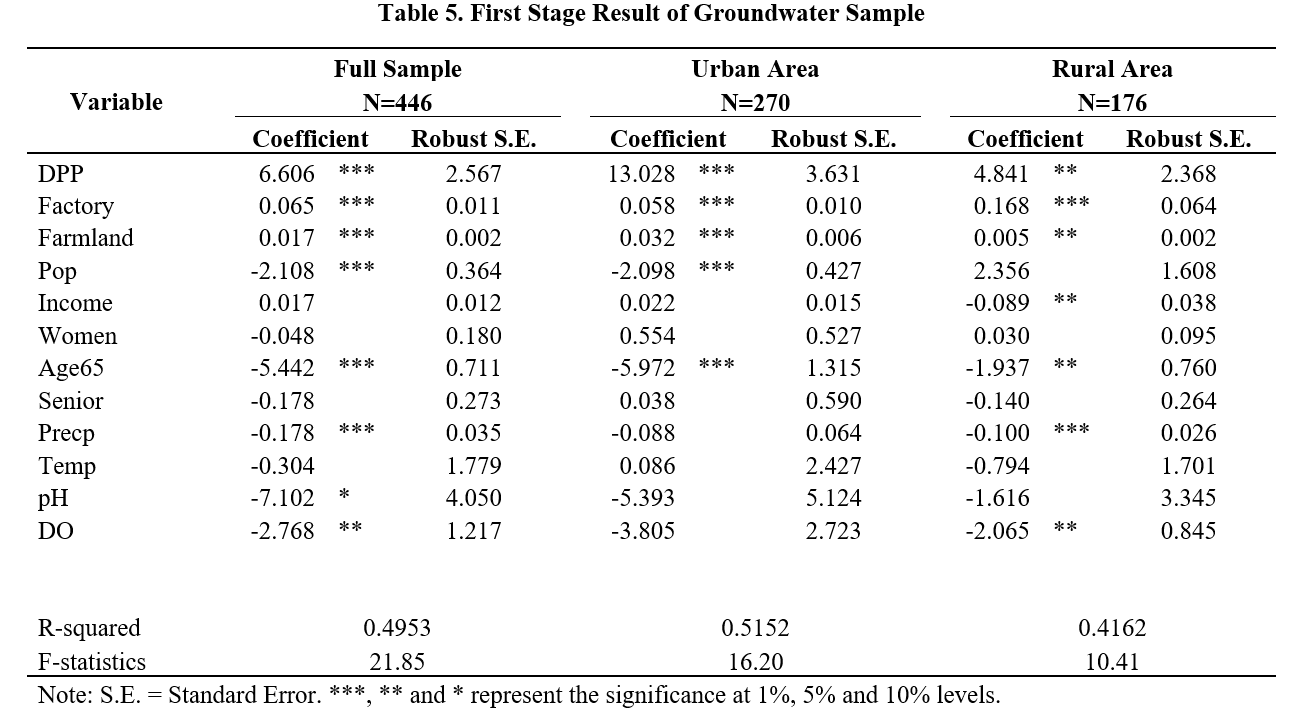 Table 5. First Stage Result of Groundwater Sample
Variable Full Sample Urban Area Rural Area
N=446 N=270 N=176
Coefficient Robust S.E. Coefficient Robust S.E. Coefficient Robust S.E.
DPP 6.606 *** 2.567 13.028 *** 3.631 4.841 ** 2.368
Factory 0.065 *** 0.011 0.058 *** 0.010 0.168 *** 0.064
Farmland 0.017 *** 0.002 0.032 *** 0.006 0.005 ** 0.002
Pop -2.108 *** 0.364 -2.098 *** 0.427 2.356 1.608
Income 0.017 0.012 0.022 0.015 -0.089 ** 0.038
Women -0.048 0.180 0.554 0.527 0.030 0.095
Age65 -5.442 *** 0.711 -5.972 *** 1.315 -1.937 ** 0.760
Senior -0.178 0.273 0.038 0.590 -0.140 0.264
Precp -0.178 *** 0.035 -0.088 0.064 -0.100 *** 0.026
Temp -0.304 1.779 0.086 2.427 -0.794 1.701
pH -7.102 * 4.050 -5.393 5.124 -1.616 3.345
DO -2.768 ** 1.217 -3.805 2.723 -2.065 ** 0.845
R-squared 0.4953 0.5152 0.4162
F-statistics 21.85 16.20 10.41
Note: S.E. = Standard Error. ***, ** and * represent the significance at 1%, 5% and 10% levels.